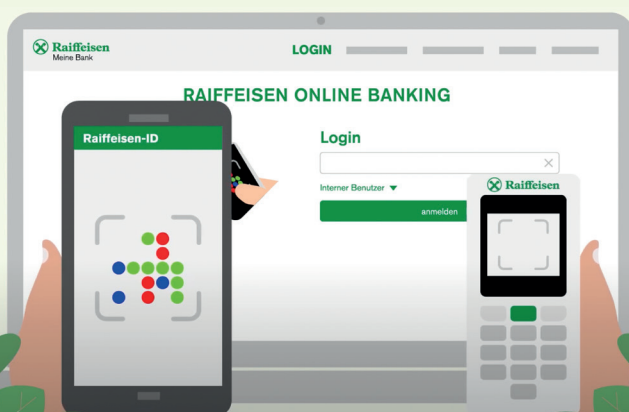 Raiffeisen
Meine Bank
LOGIN
RAIFFEISEN ONLINE BANKING
Raiffeisen-ID
Login
Interner Benutzer
anmelden
Raiffeisen